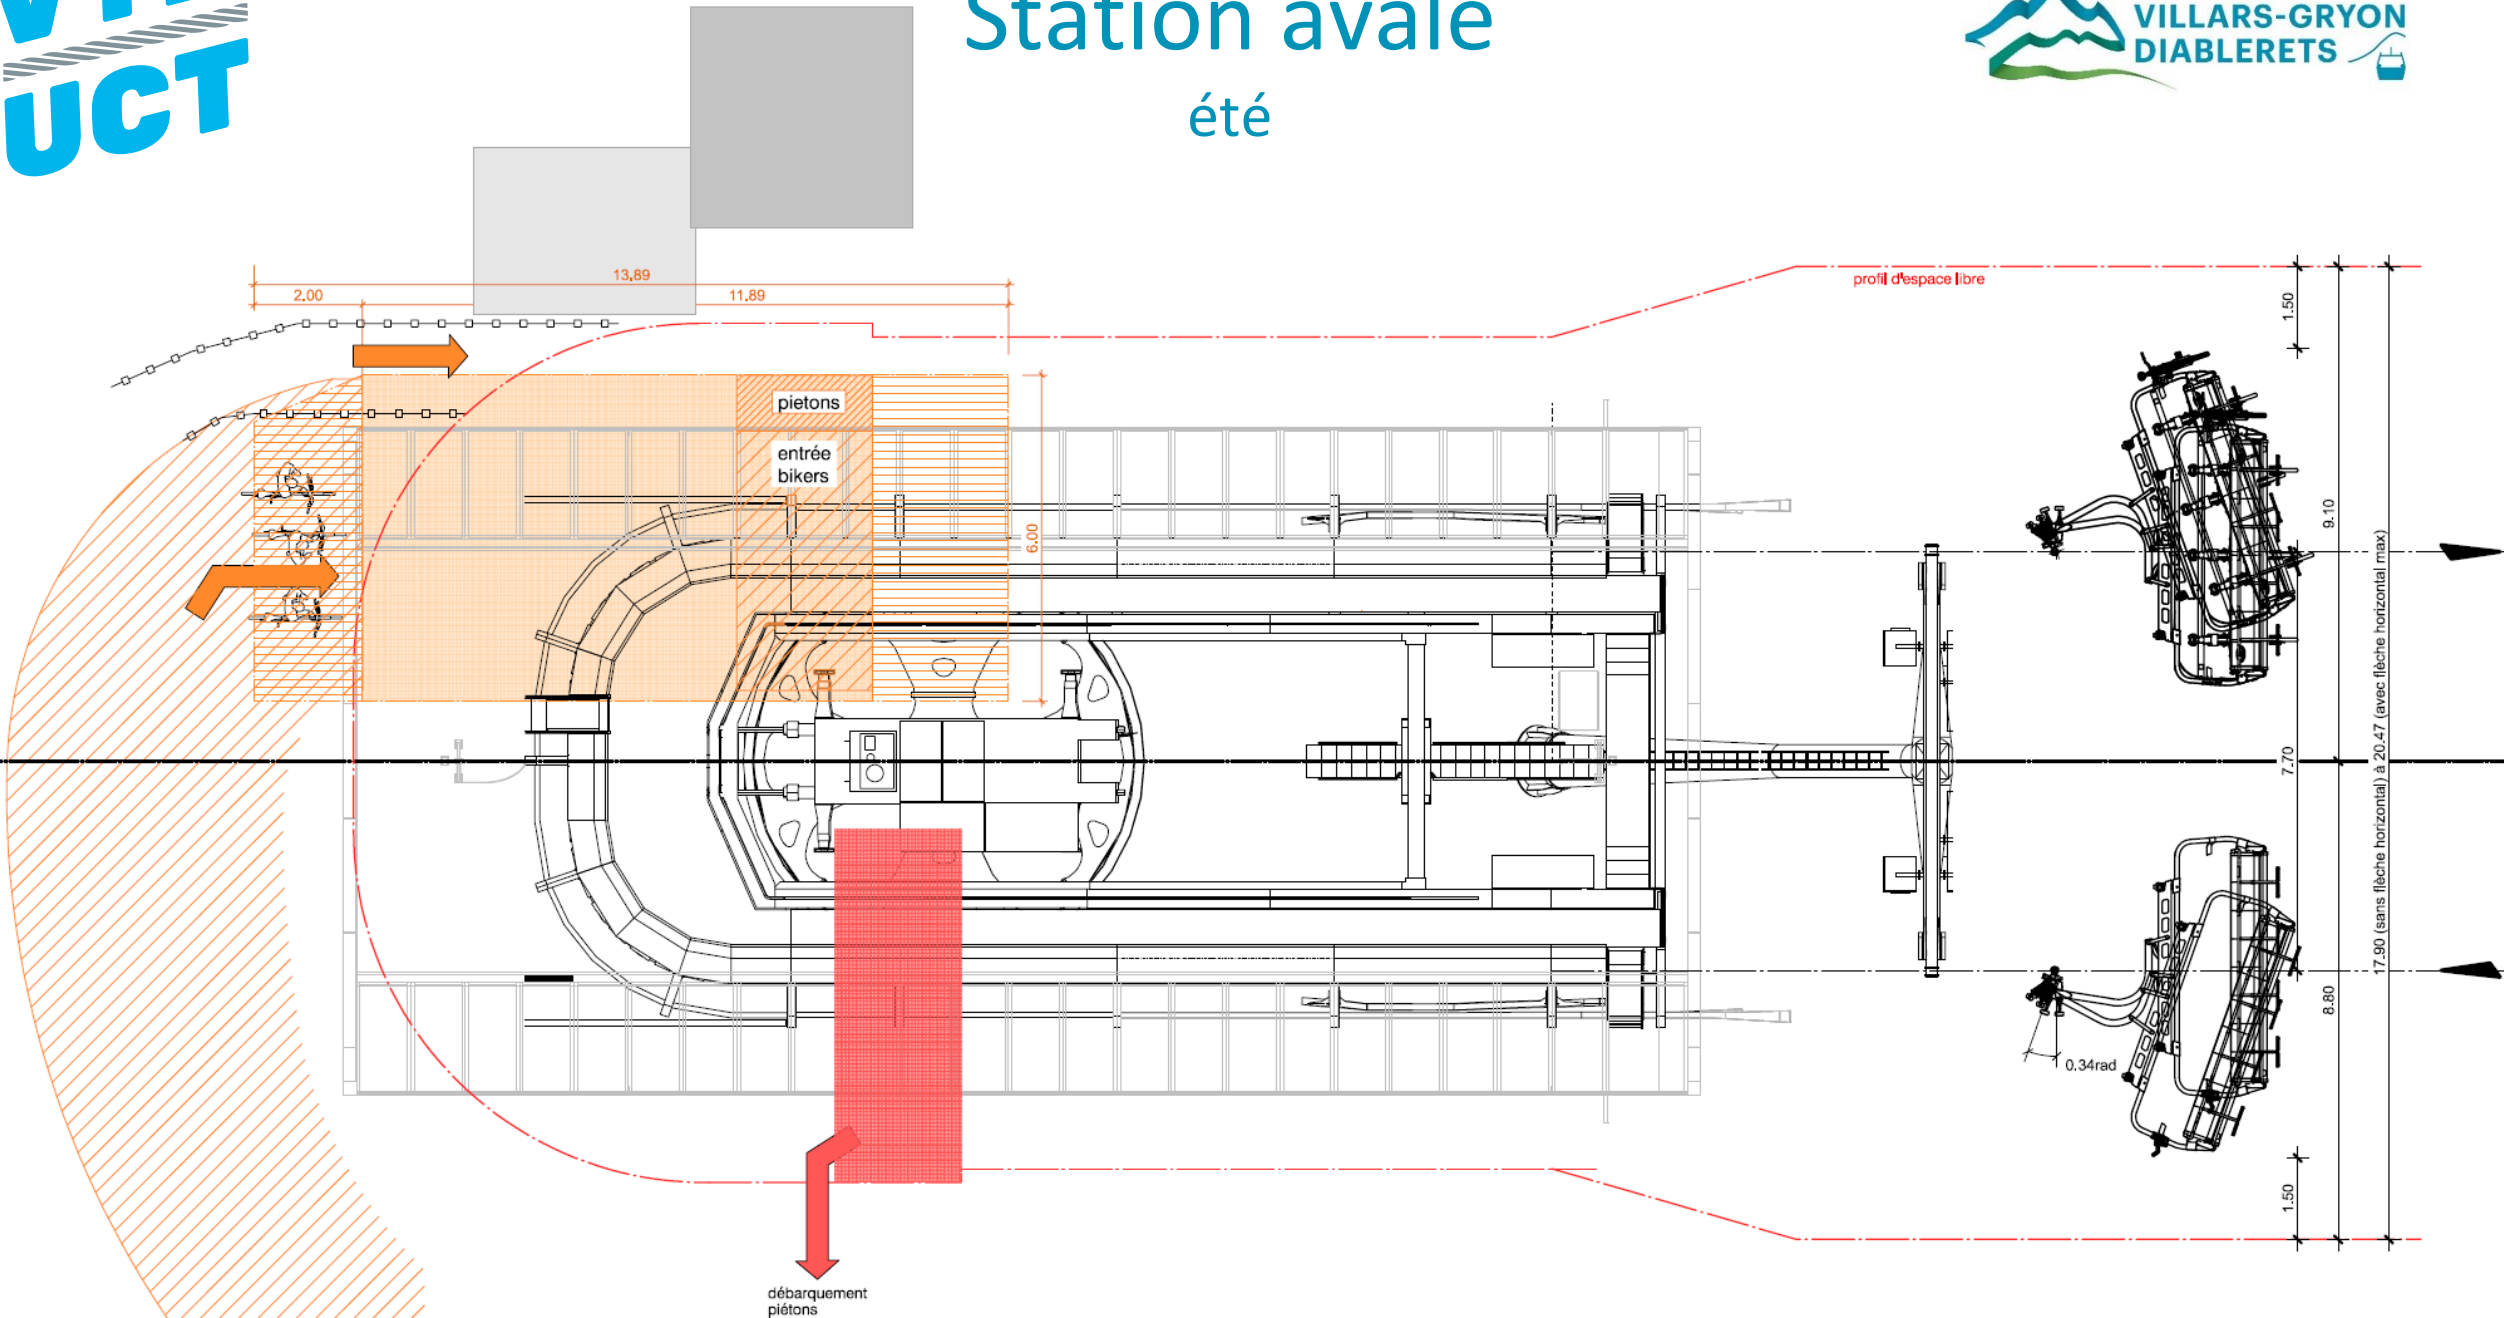 UCT
Station avale
été
VILLARS-GRYON
DIABLERETS
13.89
2.00
11.89
profil d'espace libre
1.50
pietons
entrée
bikers
6.00
9.10
7.70
17.90 (sans flèche horizontal) à 20.47 (avec flèche horizontal max)
8.80
0.34rad
1.50
débarquement
piétons